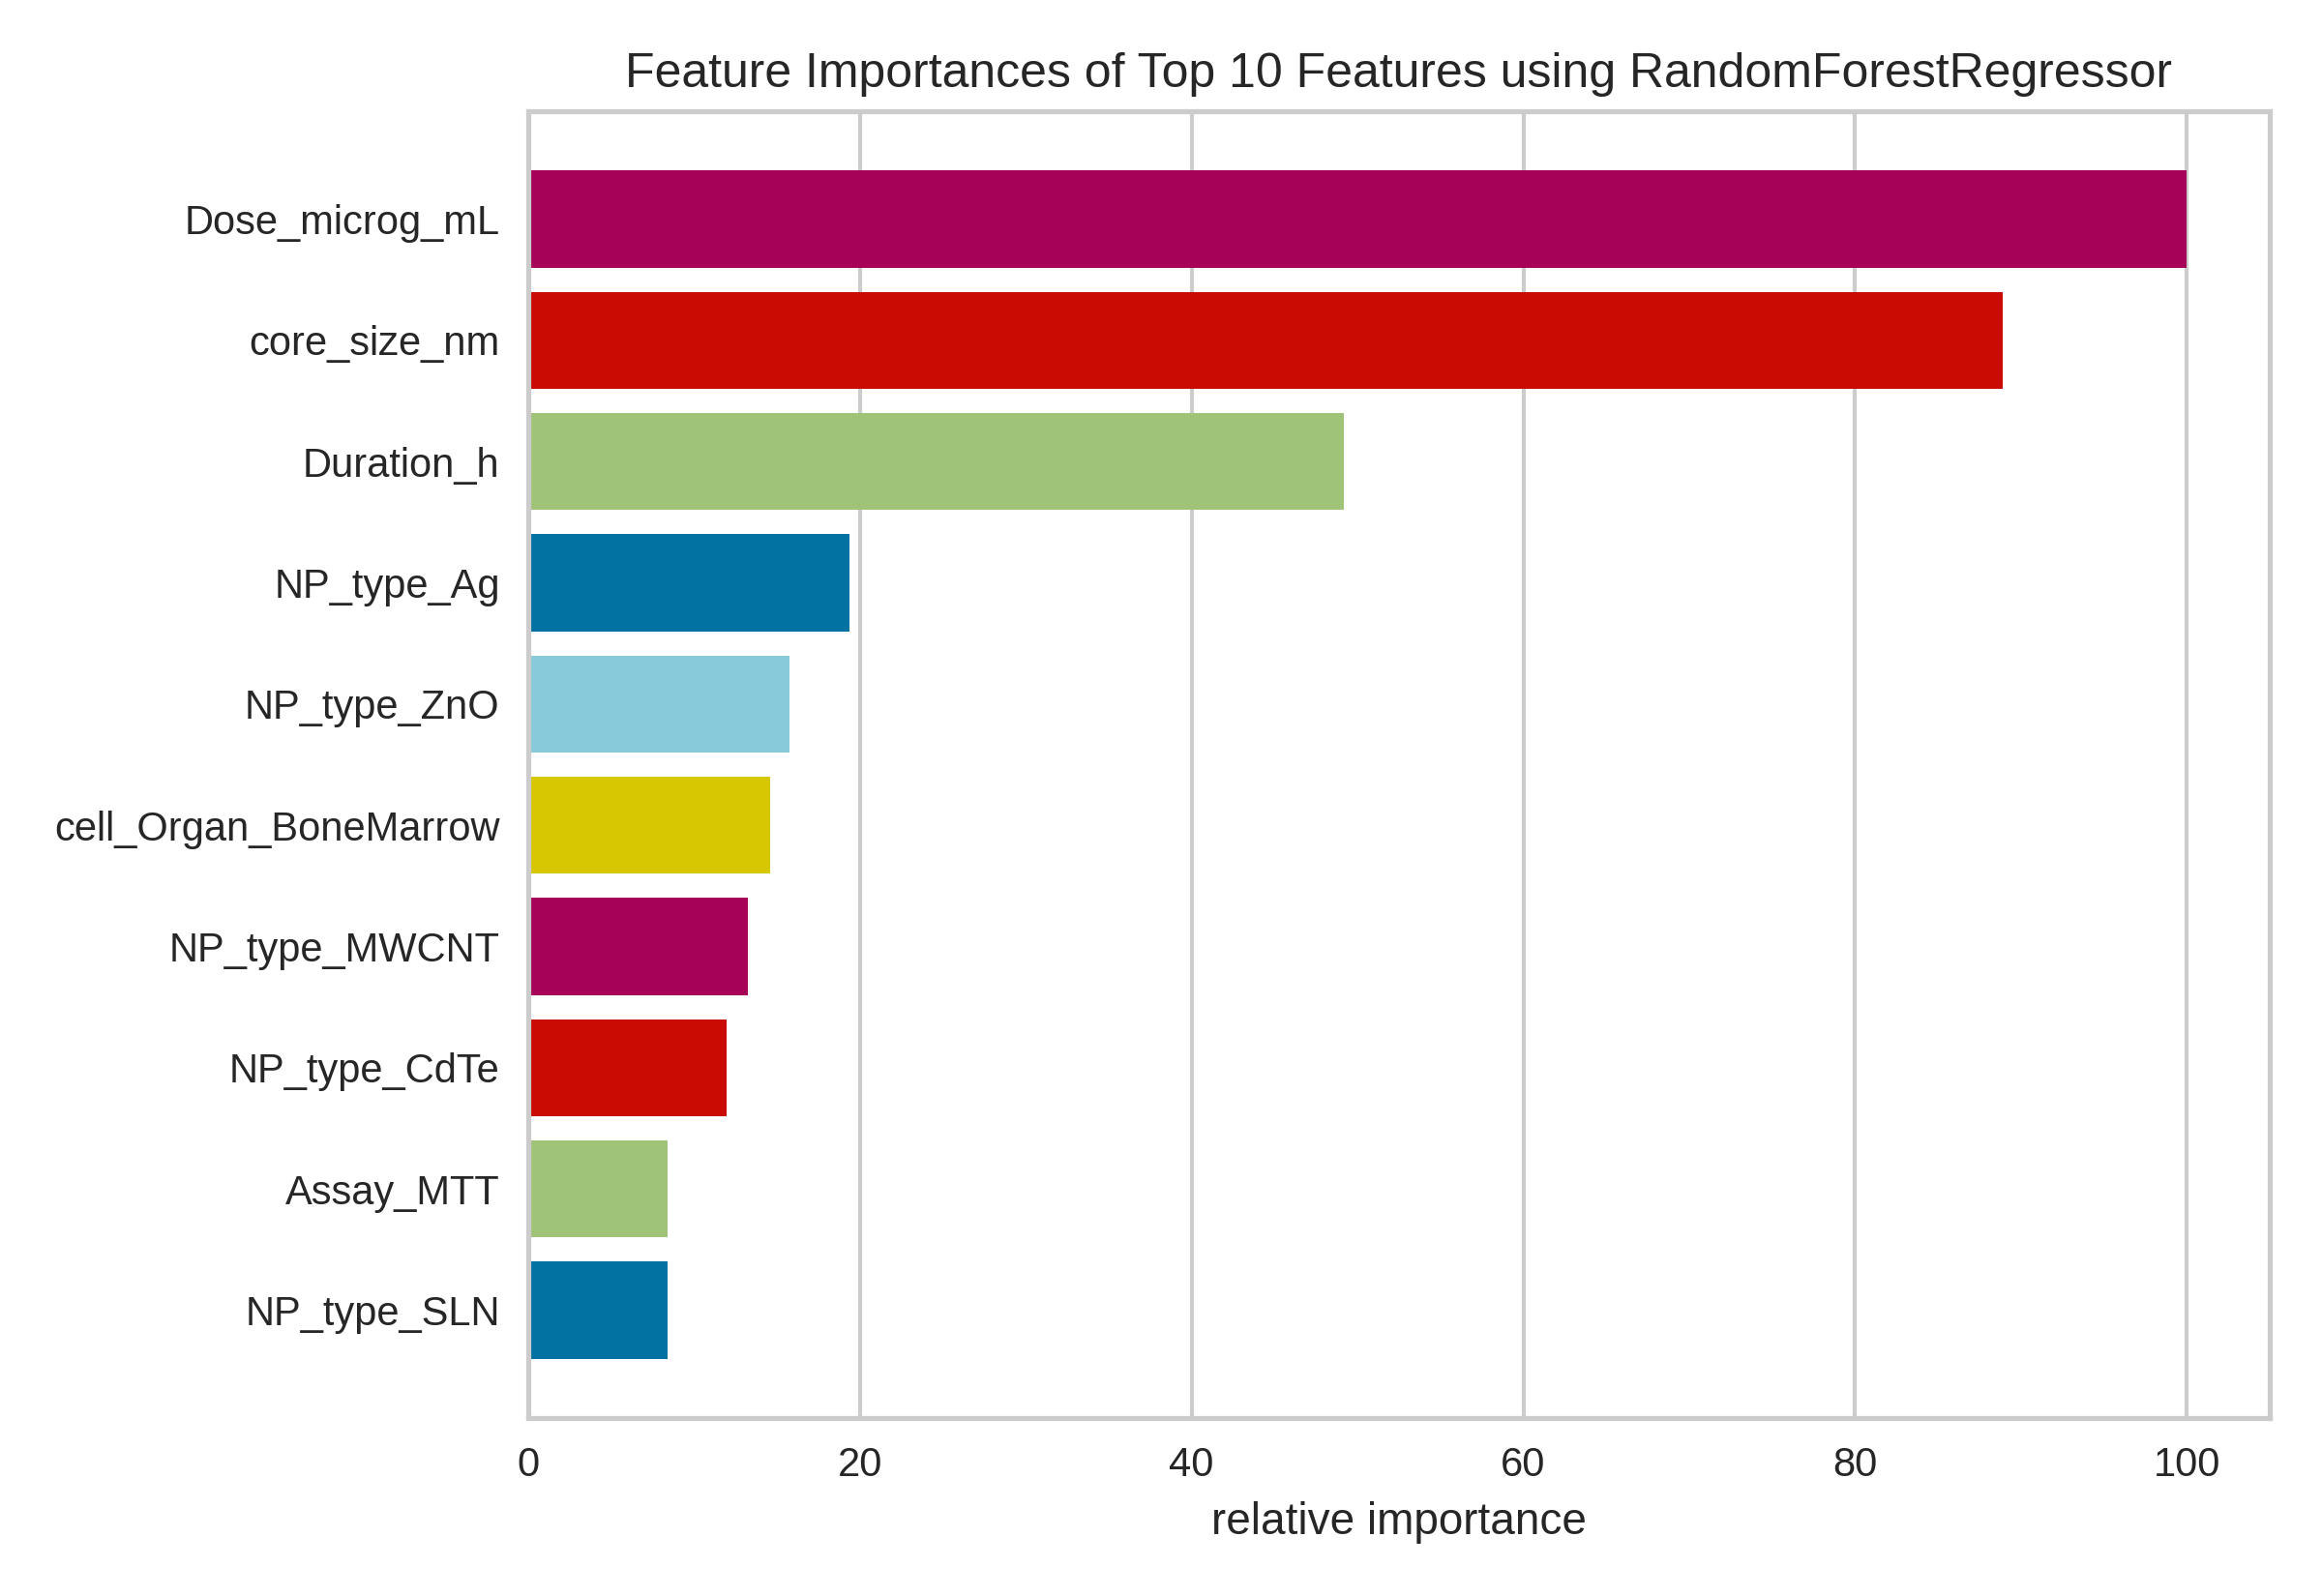 Feature Importances of Top 10 Features using RandomForestRegressor
Dose_microg_mL
core_size_nm
Duration_h
NP_type_Ag
NP_type_ZnO
cell_Organ_BoneMarrow
NP_type_MWCNT
NP_type_CdTe
Assay_MTT
NP_type_SLN
0 20 40 60 80 100
relative importance